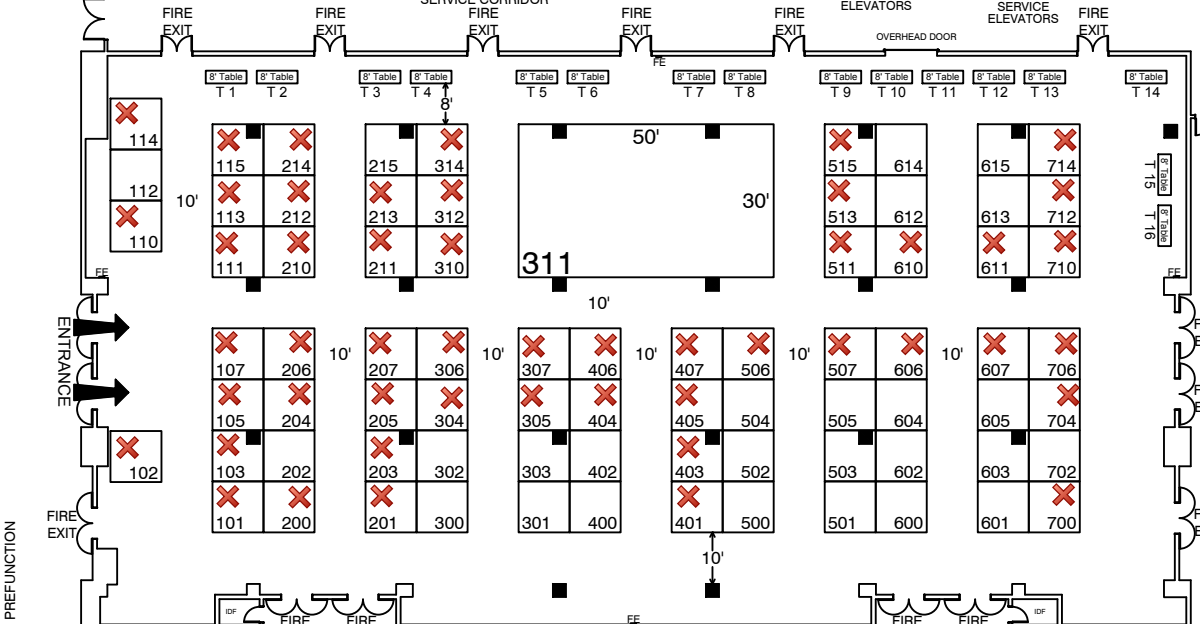 SERVICE CORRIDOR
ELEVATORS
SERVICE
ELEVATORS
FIRE
EXIT
FIRE
EXIT
FIRE
EXIT
FIRE
EXIT
FIRE
EXIT
FIRE
EXIT
OVERHEAD DOOR
FE
8' Table 8' Table 8' Table 8' Table 8' Table 8' Table 8' Table 8' Table 8' Table 8' Table 8' Table 8' Table 8' Table 8' Table
T 1 T 2 T 3 T 4 T 5 T 6 T 7 T 8 T 9 T 10 T 11 T 12 T 13 T 14
8'
114
112
110
10'
115 214
113 212
111 210
215 314
213 312
211 310
50'
30'
311
515 614
513 612
511 610
615 714
613 712
611 710
8' Table
T 15
8' Table
T 16
FE
FE
10'
ENTRANCE
107 206
105 204
103 202
101 200
10'
207 306
205 304
203 302
201 300
10'
307 406
305 404
303 402
301 400
10'
407 506
405 504
403 502
401 500
10'
507 606
505 604
503 602
501 600
10'
607 706
605 704
603 702
601 700
102
FIRE
EXIT
PREFUNCTION
10'
IDF
FIRE
FIRE
FE
FIRE
FIRE
IDF